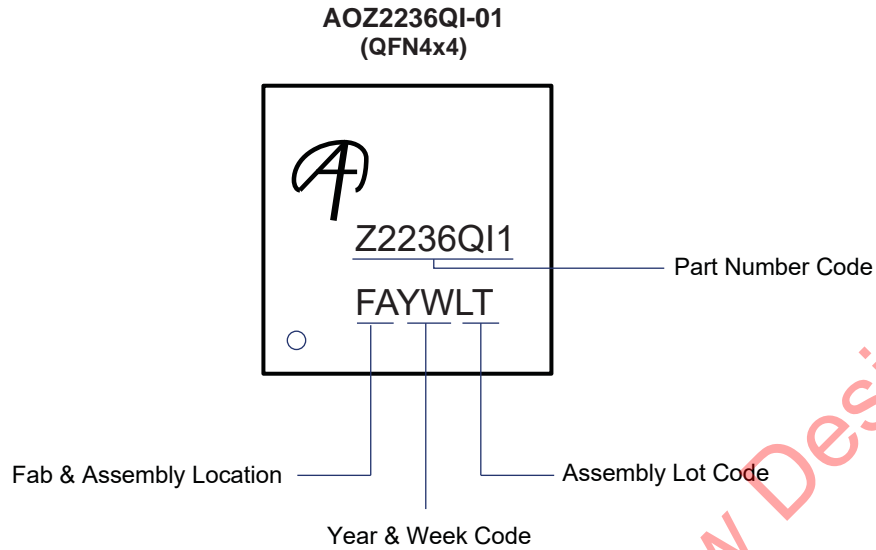 AOZ2236QI-01
(QFN4x4)
Z2236QI1
Part Number Code
FAYWLT
Fab & Assembly Location
Assembly Lot Code
Year & Week Code